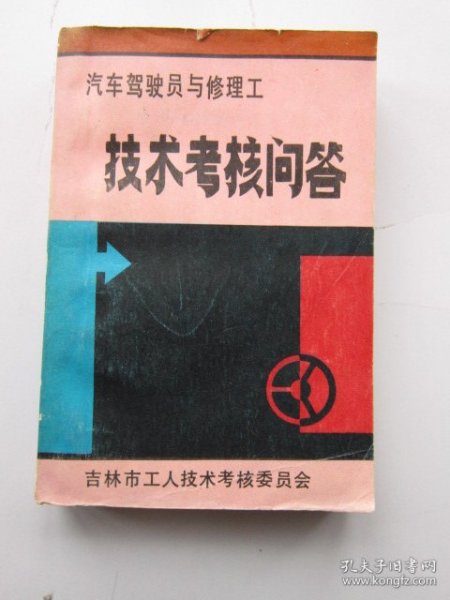 汽车驾驶员与修理工
技术考核问答
吉林市工人技术考核委员会
孔夫子旧书网
www.kongfz.com